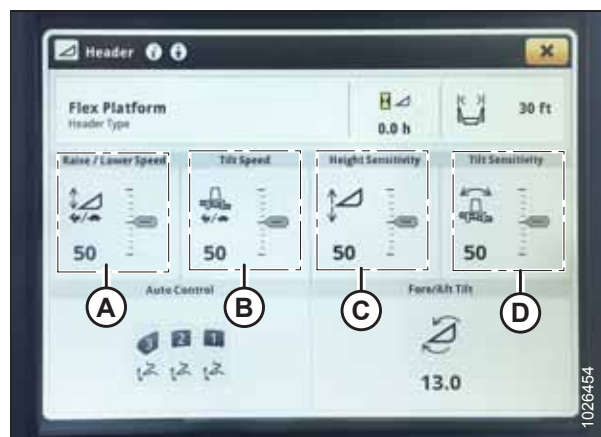 Header
Flex Platform
Header Type
0.0 h
30 ft
Raise / Lower Speed
Tilt Speed
Height Sensitivity
Tilt Sensitivity
50
50
50
50
A
B
C
D
Auto Control
Fore/Aft Tilt
3
2
1
13.0
1026454